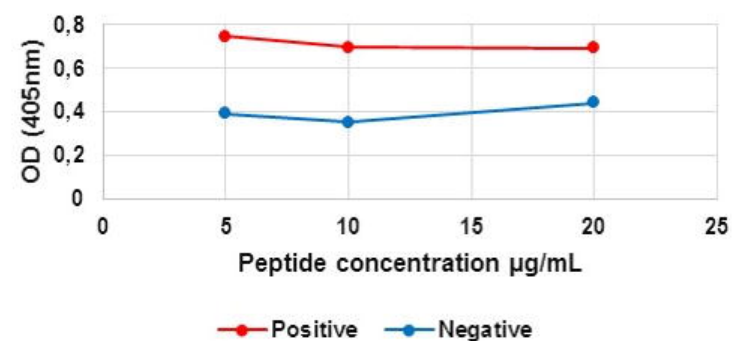 0,8
0,6
0,4
0,2
0
OD (405nm)
0 5 10 15 20 25
Peptide concentration µg/mL
Positive Negative